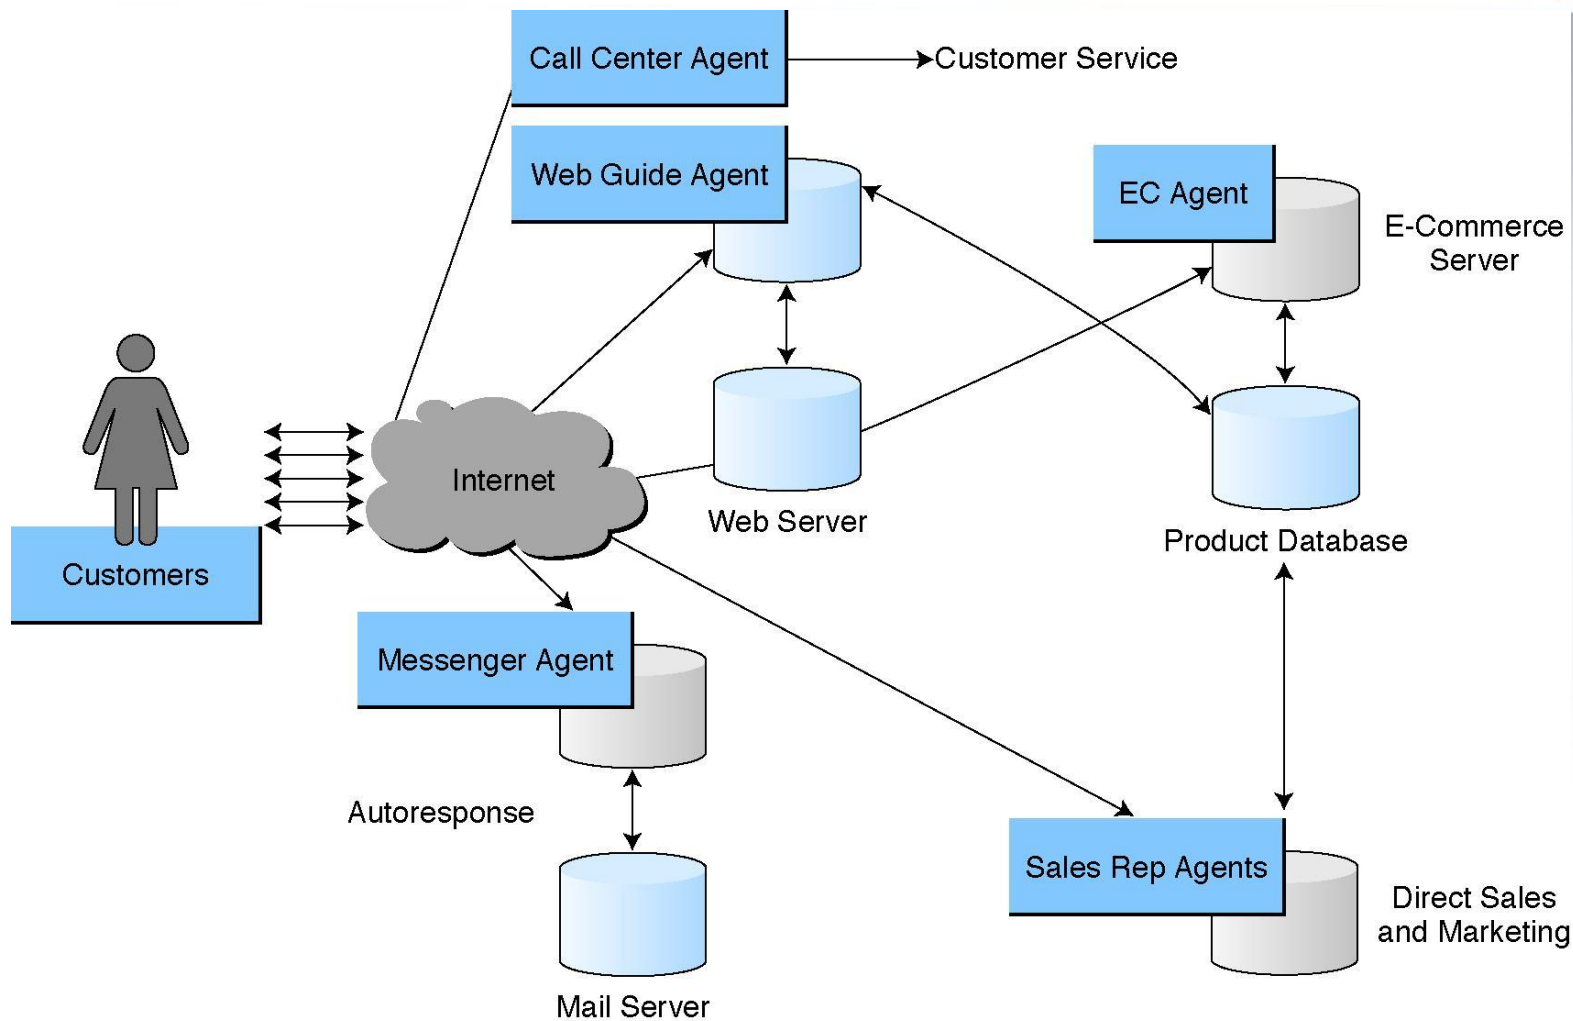 Call Center Agent
Customer Service
Web Guide Agent
EC Agent
E-Commerce
Server
Internet
Web Server
Product Database
Customers
Messenger Agent
Autoresponse
Sales Rep Agents
Direct Sales
and Marketing
Mail Server